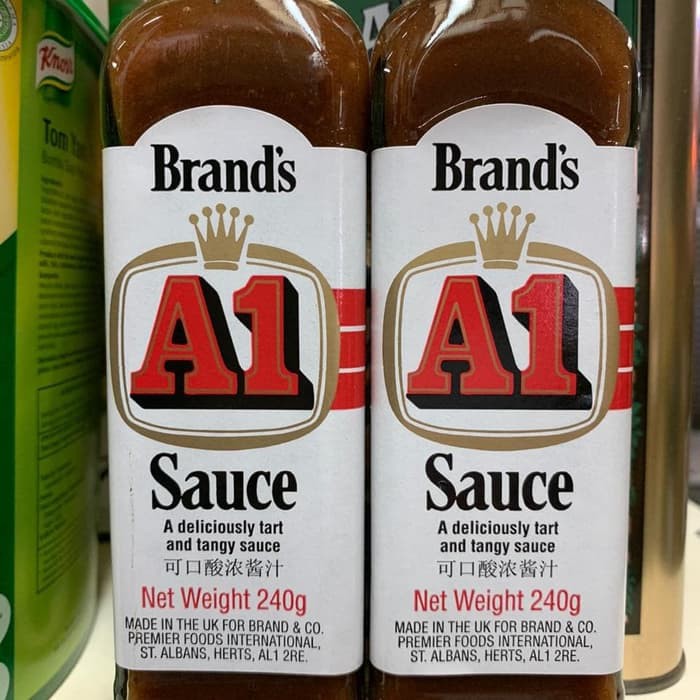 Knorr
Tom
Brand's
A1
Sauce
A deliciously tart
and tangy sauce
可口酸浓酱汁
Net Weight 240g
MADE IN THE UK FOR BRAND & CO.
PREMIER FOODS INTERNATIONAL,
ST. ALBANS, HERTS, AL1 2RE.
Brand's
A1
Sauce
A deliciously tart
and tangy sauce
可口酸浓酱汁
Net Weight 240g
MADE IN THE UK FOR BRAND & CO.
PREMIER FOODS INTERNATIONAL,
ST. ALBANS, HERTS, AL1 2RE.